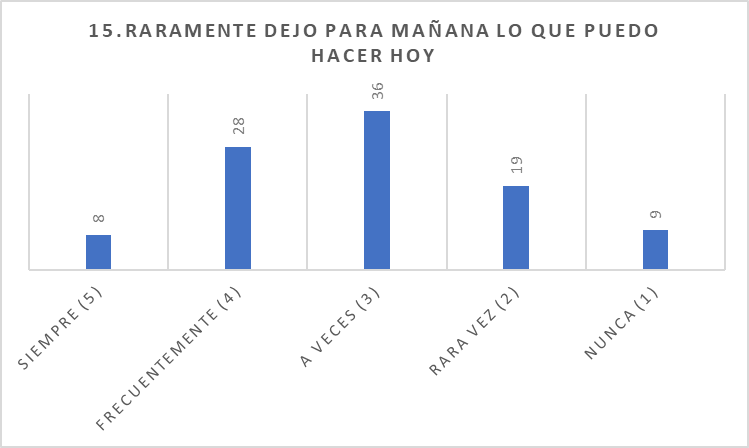 15.RARAMENTE DEJO PARA MAÑANA LO QUE PUEDO
HACER HOY
8
28
36
19
9
SIEMPRE (5)
FRECUENTEMENTE (4)
A VECES (3)
RARA VEZ (2)
NUNCA (1)